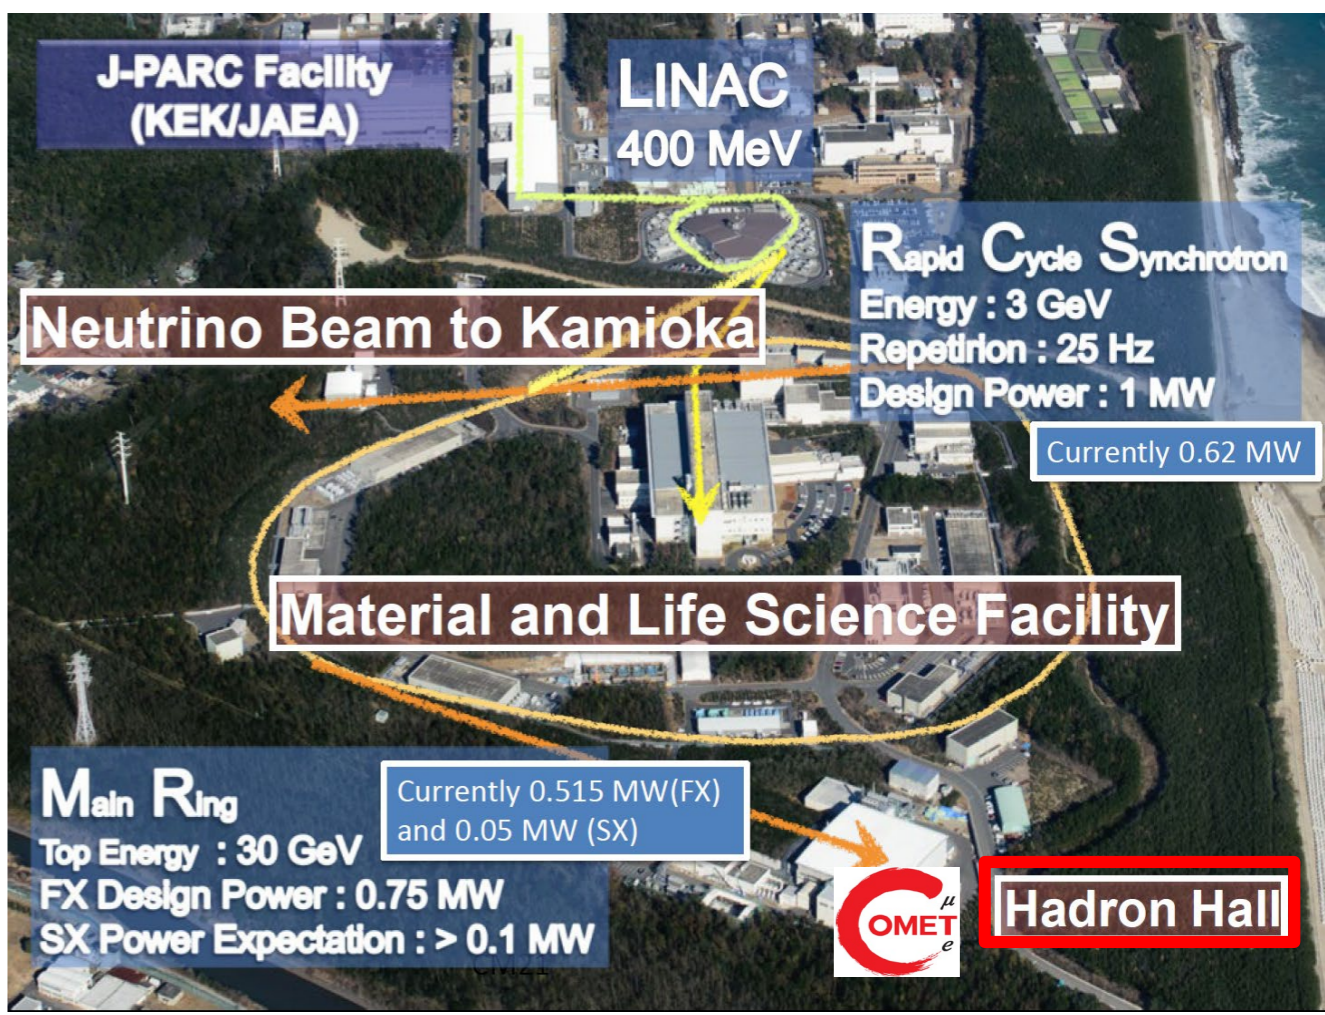 J-PARC Facility
(KEK/JAEA)
LINAC
400 MeV
Rapid Cycle Synchrotron
Energy : 3 GeV
Repetirion : 25 Hz
Design Power : 1 MW
Neutrino Beam to Kamioka
Currently 0.62 MW
Material and Life Science Facility
Main Ring
Top Energy : 30 GeV
FX Design Power : 0.75 MW
SX Power Expectation : > 0.1 MW
Currently 0.515 MW(FX)
and 0.05 MW (SX)
COMET
μ
e
Hadron Hall
CM21